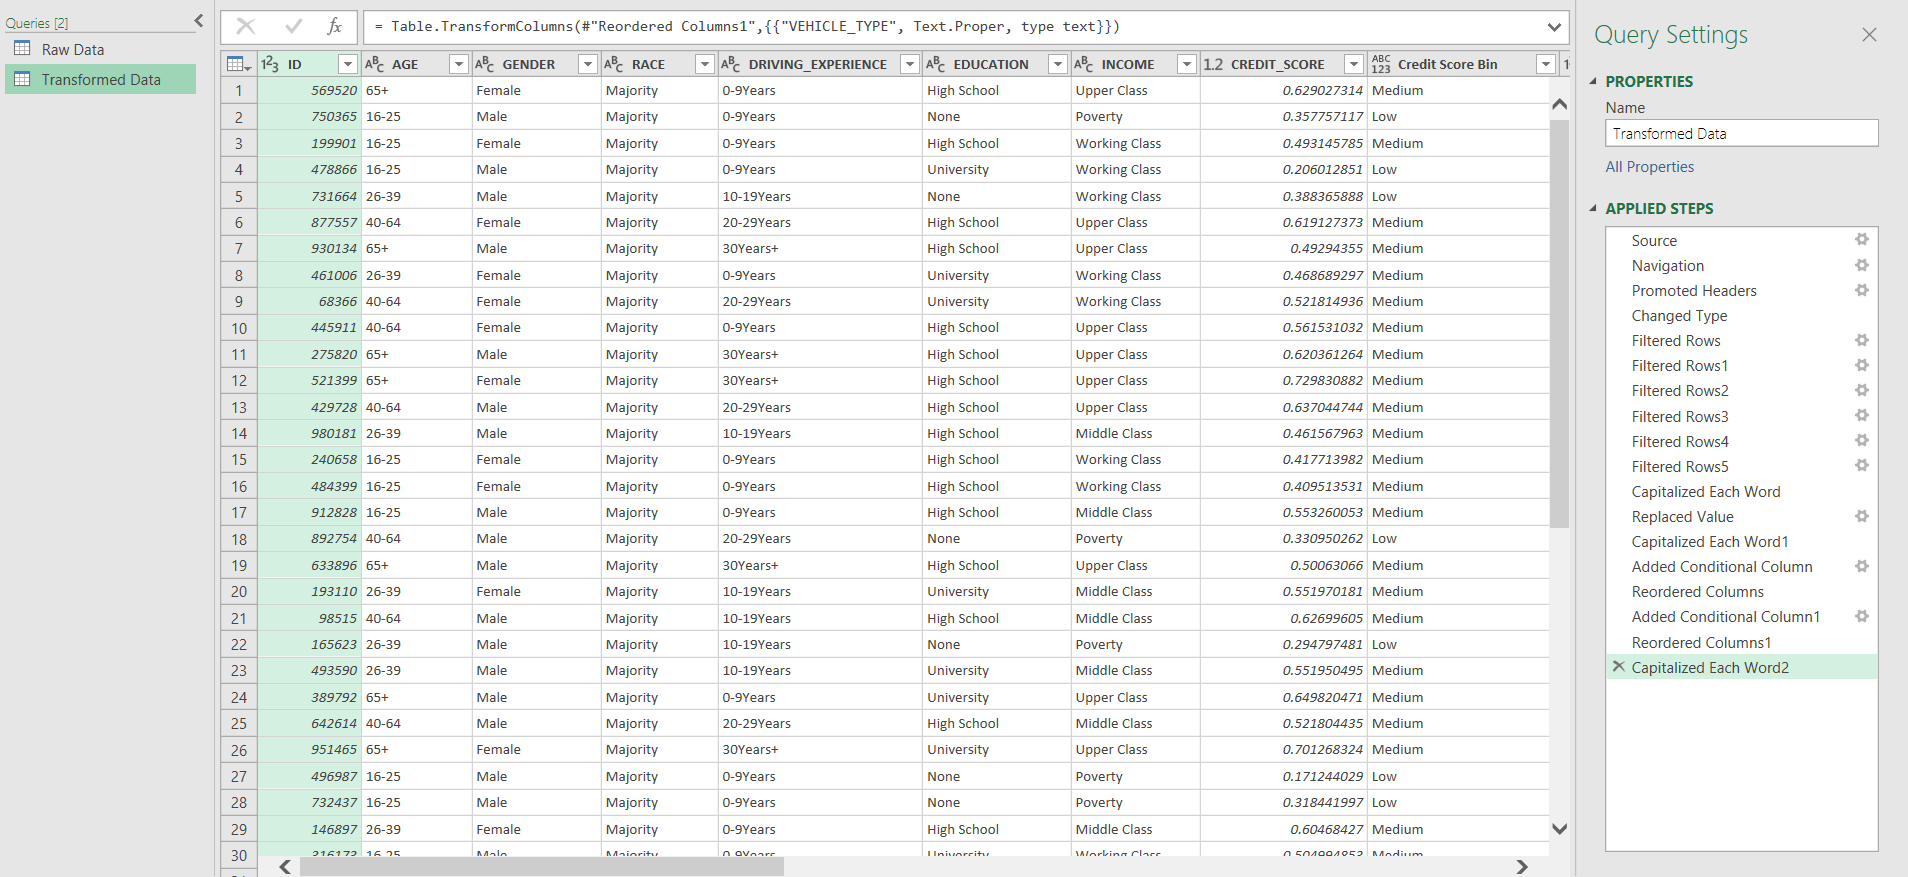 Queries [2]
Raw Data
Transformed Data
fx = Table.TransformColumns(#"Reordered Columns1",{{"VEHICLE_TYPE", Text.Proper, type text}})
1²3 ID ABC AGE ABC GENDER ABC RACE ABC DRIVING_EXPERIENCE ABC EDUCATION ABC INCOME 1.2 CREDIT_SCORE ABC 123 Credit Score Bin
1 569520 65+ Female Majority 0-9Years High School Upper Class 0.629027314 Medium
2 750365 16-25 Male Majority 0-9Years None Poverty 0.357757117 Low
3 199901 16-25 Female Majority 0-9Years High School Working Class 0.493145785 Medium
4 478866 16-25 Male Majority 0-9Years University Working Class 0.206012851 Low
5 731664 26-39 Male Majority 10-19Years None Working Class 0.388365888 Low
6 877557 40-64 Female Majority 20-29Years High School Upper Class 0.619127373 Medium
7 930134 65+ Male Majority 30Years+ High School Upper Class 0.49294355 Medium
8 461006 26-39 Female Majority 0-9Years University Working Class 0.468689297 Medium
9 68366 40-64 Female Majority 20-29Years University Working Class 0.521814936 Medium
10 445911 40-64 Female Majority 0-9Years High School Upper Class 0.561531032 Medium
11 275820 65+ Male Majority 30Years+ High School Upper Class 0.620361264 Medium
12 521399 65+ Female Majority 30Years+ High School Upper Class 0.729830882 Medium
13 429728 40-64 Male Majority 20-29Years High School Upper Class 0.637044744 Medium
14 980181 26-39 Male Majority 10-19Years High School Middle Class 0.461567963 Medium
15 240658 16-25 Female Majority 0-9Years High School Working Class 0.417713982 Medium
16 484399 16-25 Female Majority 0-9Years High School Working Class 0.409513531 Medium
17 912828 16-25 Male Majority 0-9Years High School Middle Class 0.553260053 Medium
18 892754 40-64 Male Majority 20-29Years None Poverty 0.330950262 Low
19 633896 65+ Male Majority 30Years+ High School Upper Class 0.50063066 Medium
20 193110 26-39 Female Majority 10-19Years University Middle Class 0.551970181 Medium
21 98515 40-64 Male Majority 10-19Years High School Middle Class 0.62699605 Medium
22 165623 26-39 Male Majority 10-19Years None Poverty 0.294797481 Low
23 493590 26-39 Male Majority 10-19Years University Middle Class 0.551950495 Medium
24 389792 65+ Male Majority 0-9Years University Upper Class 0.649820471 Medium
25 642614 40-64 Male Majority 20-29Years High School Middle Class 0.521804435 Medium
26 951465 65+ Female Majority 30Years+ University Upper Class 0.701268324 Medium
27 496987 16-25 Male Majority 0-9Years None Poverty 0.171244029 Low
28 732437 16-25 Male Majority 0-9Years None Poverty 0.318441997 Low
29 146897 26-39 Female Majority 0-9Years High School Middle Class 0.60468427 Medium
30 316173 16-25 Male Majority 0-9Years University Working Class 0.504994853 Medium
Query Settings
PROPERTIES
Name
Transformed Data
All Properties
APPLIED STEPS
Source
Navigation
Promoted Headers
Changed Type
Filtered Rows
Filtered Rows1
Filtered Rows2
Filtered Rows3
Filtered Rows4
Filtered Rows5
Capitalized Each Word
Replaced Value
Capitalized Each Word1
Added Conditional Column
Reordered Columns
Added Conditional Column1
Reordered Columns1
Capitalized Each Word2